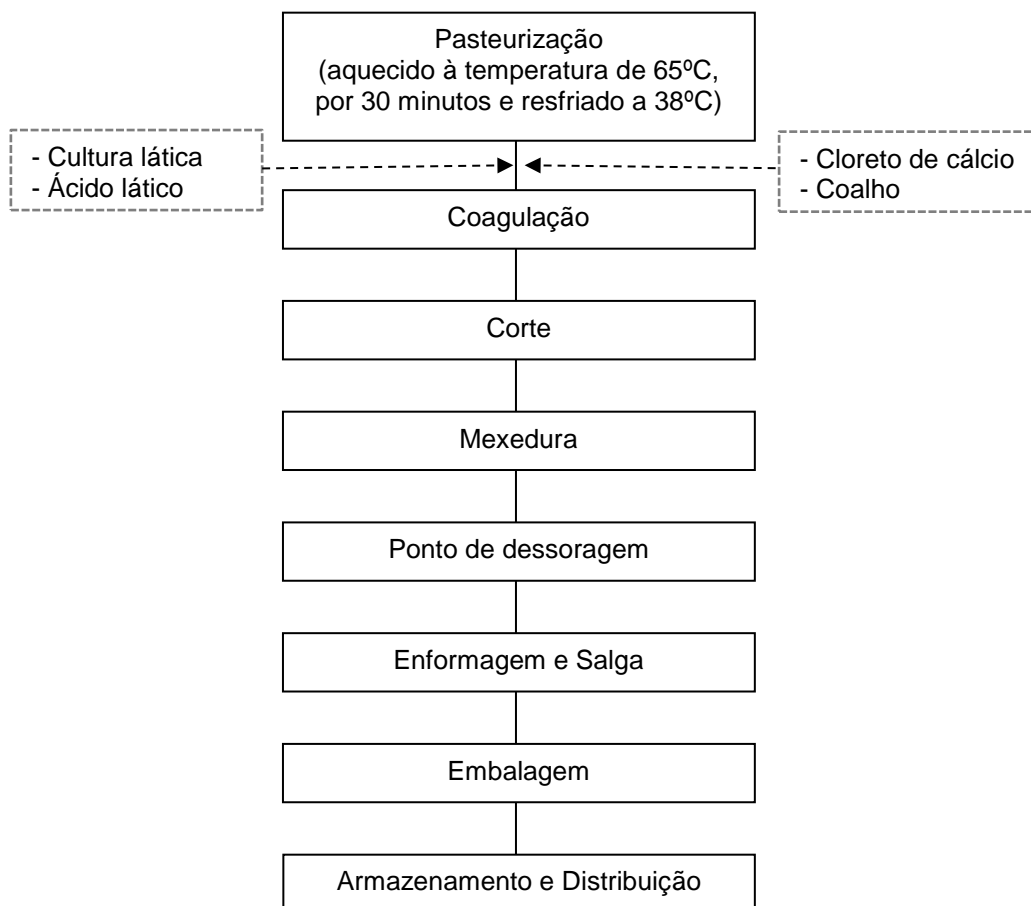 Pasteurização
(aquecido à temperatura de 65ºC,
por 30 minutos e resfriado a 38ºC)
- Cultura lática
- Ácido lático
- Cloreto de cálcio
- Coalho
Coagulação
Corte
Mexedura
Ponto de dessoragem
Enformagem e Salga
Embalagem
Armazenamento e Distribuição